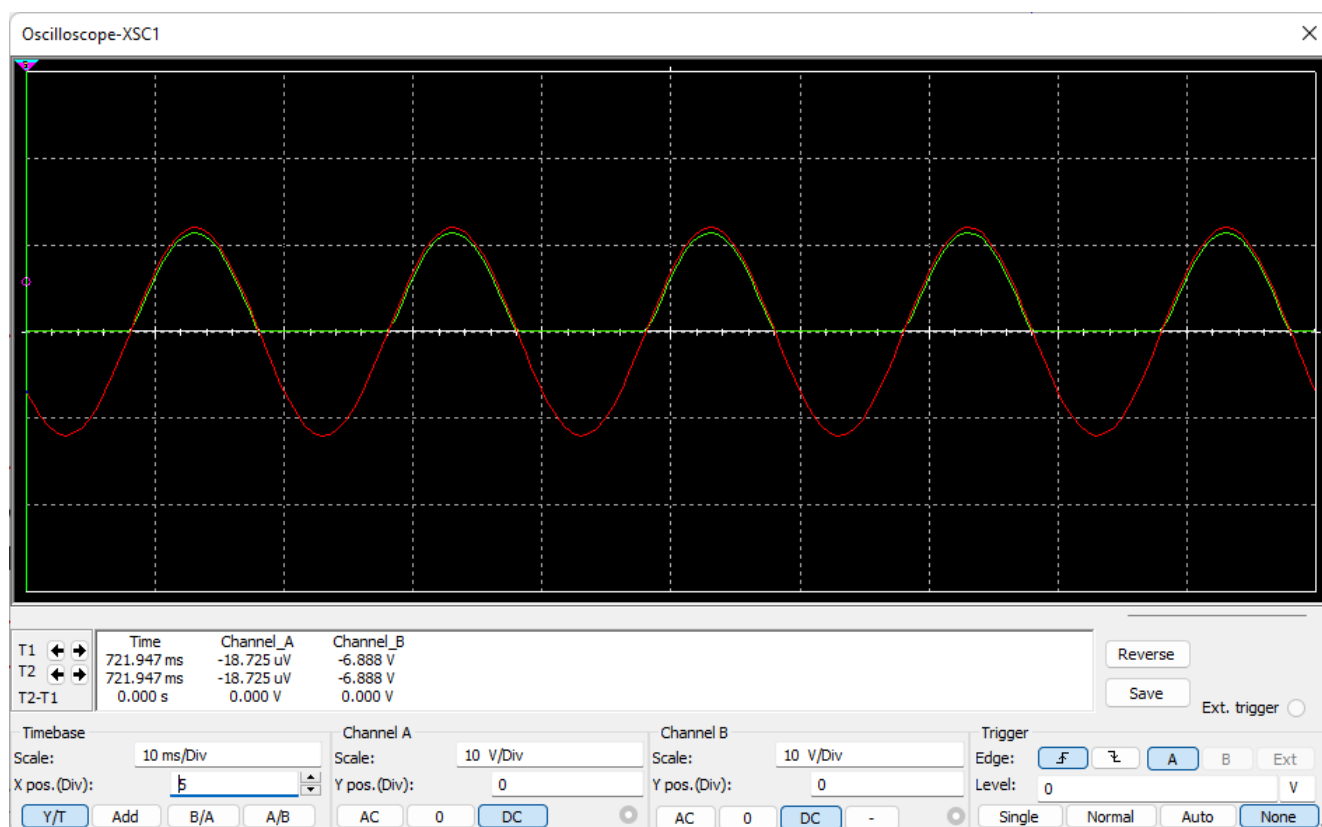 Oscilloscope-XSC1
Time Channel_A Channel_B
T1 721.947 ms -18.725 uV -6.888 V
T2 721.947 ms -18.725 uV -6.888 V
T2-T1 0.000 s 0.000 V 0.000 V
Reverse
Save
Ext. trigger
Timebase Channel A Channel B Trigger
Scale: 10 ms/Div Scale: 10 V/Div Scale: 10 V/Div Edge: A B Ext
X pos.(Div): 5 Y pos.(Div): 0 Y pos.(Div): 0 Level: 0 V
Y/T Add B/A A/B AC 0 DC AC 0 DC - Single Normal Auto None